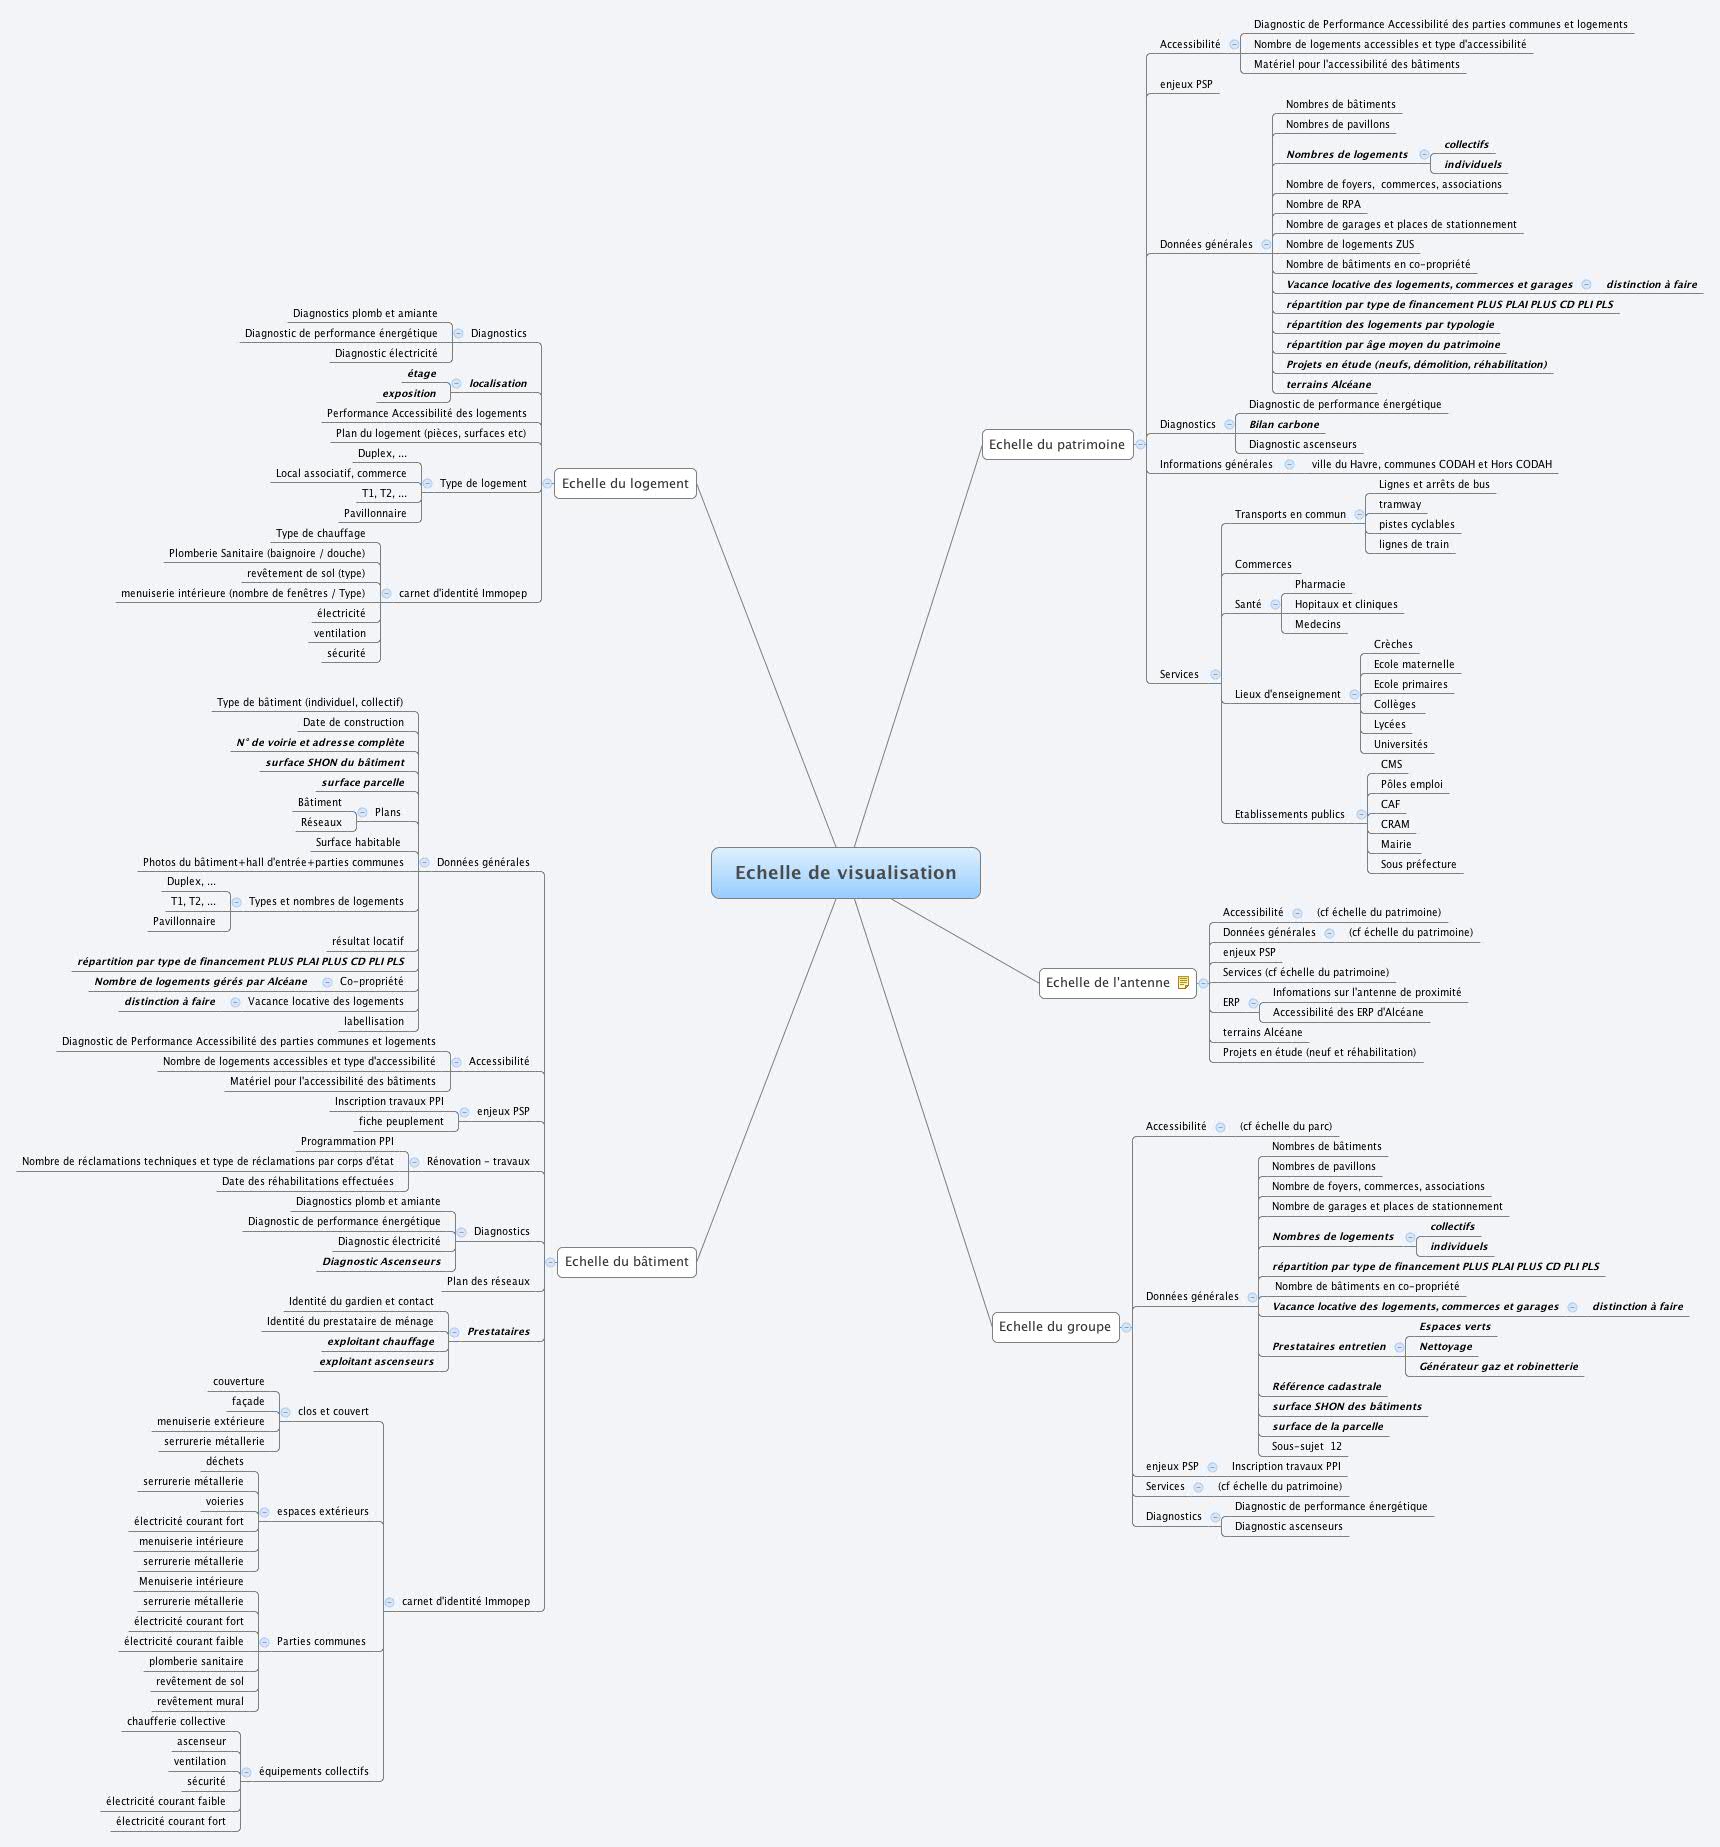 Echelle de visualisation
Echelle du patrimoine
Accessibilité
Diagnostic de Performance Accessibilité des parties communes et logements
Nombre de logements accessibles et type d'accessibilité
Matériel pour l'accessibilité des bâtiments
enjeux PSP
Données générales
Nombres de bâtiments
Nombres de pavillons
Nombres de logements
collectifs
individuels
Nombre de foyers, commerces, associations
Nombre de RPA
Nombre de garages et places de stationnement
Nombre de logements ZUS
Nombre de bâtiments en co-propriété
Vacance locative des logements, commerces et garages
distinction à faire
répartition par type de financement PLUS PLAI PLUS CD PLI PLS
répartition des logements par typologie
répartition par âge moyen du patrimoine
Projets en étude (neufs, démolition, réhabilitation)
terrains Alcéane
Diagnostics
Diagnostic de performance énergétique
Bilan carbone
Diagnostic ascenseurs
Informations générales
ville du Havre, communes CODAH et Hors CODAH
Services
Transports en commun
Lignes et arrêts de bus
tramway
pistes cyclables
lignes de train
Commerces
Santé
Pharmacie
Hopitaux et cliniques
Medecins
Lieux d'enseignement
Crèches
Ecole maternelle
Ecole primaires
Collèges
Lycées
Universités
Etablissements publics
CMS
Pôles emploi
CAF
CRAM
Mairie
Sous préfecture
Echelle de l'antenne
Accessibilité
(cf échelle du patrimoine)
Données générales
(cf échelle du patrimoine)
enjeux PSP
Services (cf échelle du patrimoine)
ERP
Infomations sur l'antenne de proximité
Accessibilité des ERP d'Alcéane
terrains Alcéane
Projets en étude (neuf et réhabilitation)
Echelle du groupe
Accessibilité
(cf échelle du parc)
Données générales
Nombres de bâtiments
Nombres de pavillons
Nombre de foyers, commerces, associations
Nombre de garages et places de stationnement
Nombres de logements
collectifs
individuels
répartition par type de financement PLUS PLAI PLUS CD PLI PLS
Nombre de bâtiments en co-propriété
Vacance locative des logements, commerces et garages
distinction à faire
Prestataires entretien
Espaces verts
Nettoyage
Générateur gaz et robinetterie
Référence cadastrale
surface SHON des bâtiments
surface de la parcelle
Sous-sujet 12
enjeux PSP
Inscription travaux PPI
Services
(cf échelle du patrimoine)
Diagnostics
Diagnostic de performance énergétique
Diagnostic ascenseurs
Echelle du logement
Diagnostics
Diagnostics plomb et amiante
Diagnostic de performance énergétique
Diagnostic électricité
localisation
étage
exposition
Performance Accessibilité des logements
Plan du logement (pièces, surfaces etc)
Type de logement
Duplex, ...
Local associatif, commerce
T1, T2, ...
Pavillonnaire
carnet d'identité Immopep
Type de chauffage
Plomberie Sanitaire (baignoire / douche)
revêtement de sol (type)
menuiserie intérieure (nombre de fenêtres / Type)
électricité
ventilation
sécurité
Echelle du bâtiment
Données générales
Type de bâtiment (individuel, collectif)
Date de construction
N° de voirie et adresse complète
surface SHON du bâtiment
surface parcelle
Plans
Bâtiment
Réseaux
Surface habitable
Photos du bâtiment+hall d'entrée+parties communes
Types et nombres de logements
Duplex, ...
T1, T2, ...
Pavillonnaire
résultat locatif
répartition par type de financement PLUS PLAI PLUS CD PLI PLS
Co-propriété
Nombre de logements gérés par Alcéane
Vacance locative des logements
distinction à faire
labellisation
Accessibilité
Diagnostic de Performance Accessibilité des parties communes et logements
Nombre de logements accessibles et type d'accessibilité
Matériel pour l'accessibilité des bâtiments
enjeux PSP
Inscription travaux PPI
fiche peuplement
Rénovation - travaux
Programmation PPI
Nombre de réclamations techniques et type de réclamations par corps d'état
Date des réhabilitations effectuées
Diagnostics
Diagnostics plomb et amiante
Diagnostic de performance énergétique
Diagnostic électricité
Diagnostic Ascenseurs
Plan des réseaux
Prestataires
Identité du gardien et contact
Identité du prestataire de ménage
exploitant chauffage
exploitant ascenseurs
carnet d'identité Immopep
clos et couvert
couverture
façade
menuiserie extérieure
serrurerie métallerie
espaces extérieurs
déchets
serrurerie métallerie
voieries
électricité courant fort
menuiserie intérieure
serrurerie métallerie
Parties communes
Menuiserie intérieure
serrurerie métallerie
électricité courant fort
électricité courant faible
plomberie sanitaire
revêtement de sol
revêtement mural
équipements collectifs
chaufferie collective
ascenseur
ventilation
sécurité
électricité courant faible
électricité courant fort